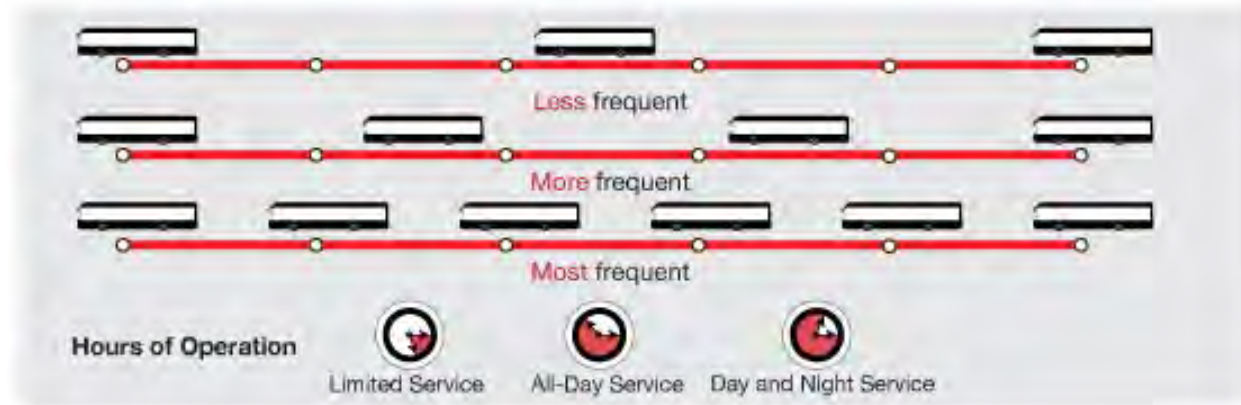 Less frequent
More frequent
Most frequent
Hours of Operation
Limited Service
All-Day Service
Day and Night Service